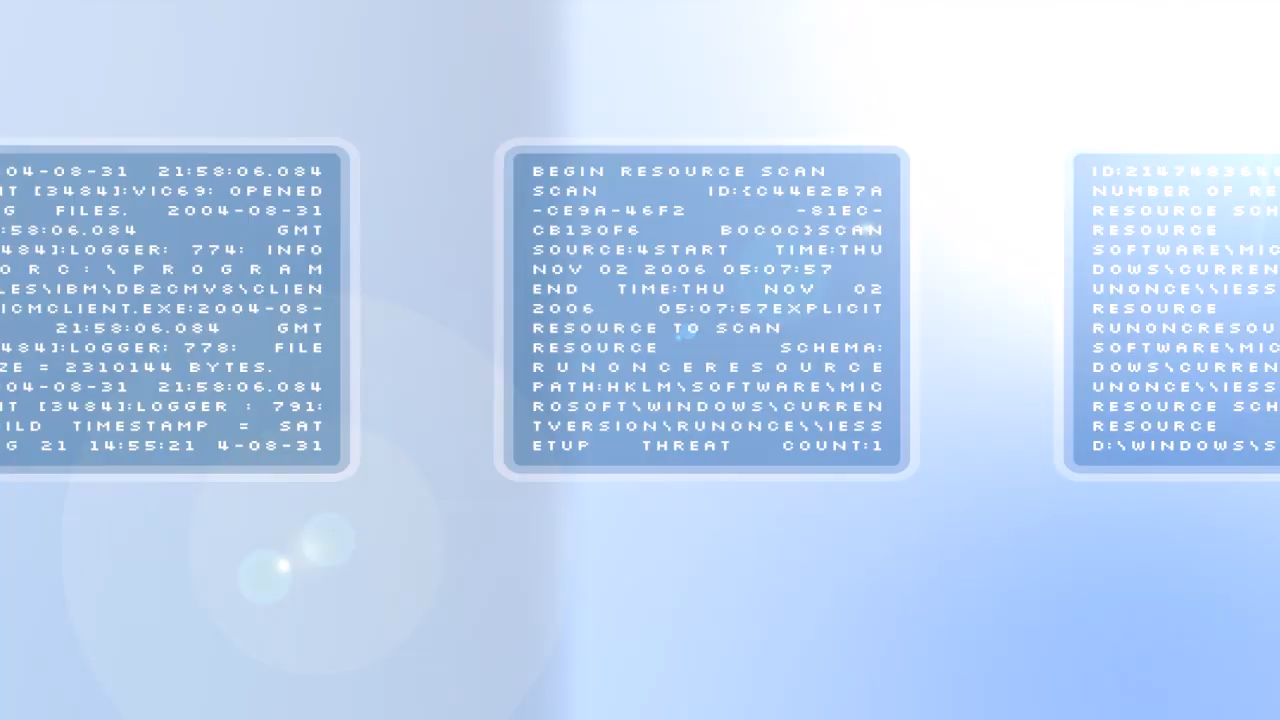 04-08-31 21:58:06.084
T [3484]:VIC69: OPENED
G FILES. 2004-08-31
:58:06.084 GMT
484]:LOGGER: 774: INFO
O R C : \ P R O G R A M
LES\IBM\DB2CMV8\CLIEN
ICMCLIENT.EXE:2004-08-
21:58:06.084 GMT
484]:LOGGER: 778: FILE
ZE = 2310144 BYTES.
04-08-31 21:58:06.084
T [3484]:LOGGER : 791:
ILD TIMESTAMP = SAT
G 21 14:55:21 4-08-31
BEGIN RESOURCE SCAN
SCAN ID:{C44E2B7A
-CE9A-46F2 -81EC-
CB130F6 B0C0C}SCAN
SOURCE:4START TIME:THU
NOV 02 2006 05:07:57
END TIME:THU NOV 02
2006 05:07:57EXPLICIT
RESOURCE TO SCAN
RESOURCE SCHEMA:
R U N O N C E R E S O U R C E
PATH:HKLM\SOFTWARE\MIC
ROSOFT\WINDOWS\CURREN
TVERSION\RUNONCE\\IESS
ETUP THREAT COUNT:1
ID:2147483646
NUMBER OF RE
RESOURCE SCH
RESOURCE
SOFTWARE\MIC
DOWS\CURREN
UNONCE\\IESS
RESOURCE
RUNONCRESOU
SOFTWARE\MIC
DOWS\CURREN
UNONCE\\IESS
RESOURCE SCH
RESOURCE
D:\WINDOWS\S